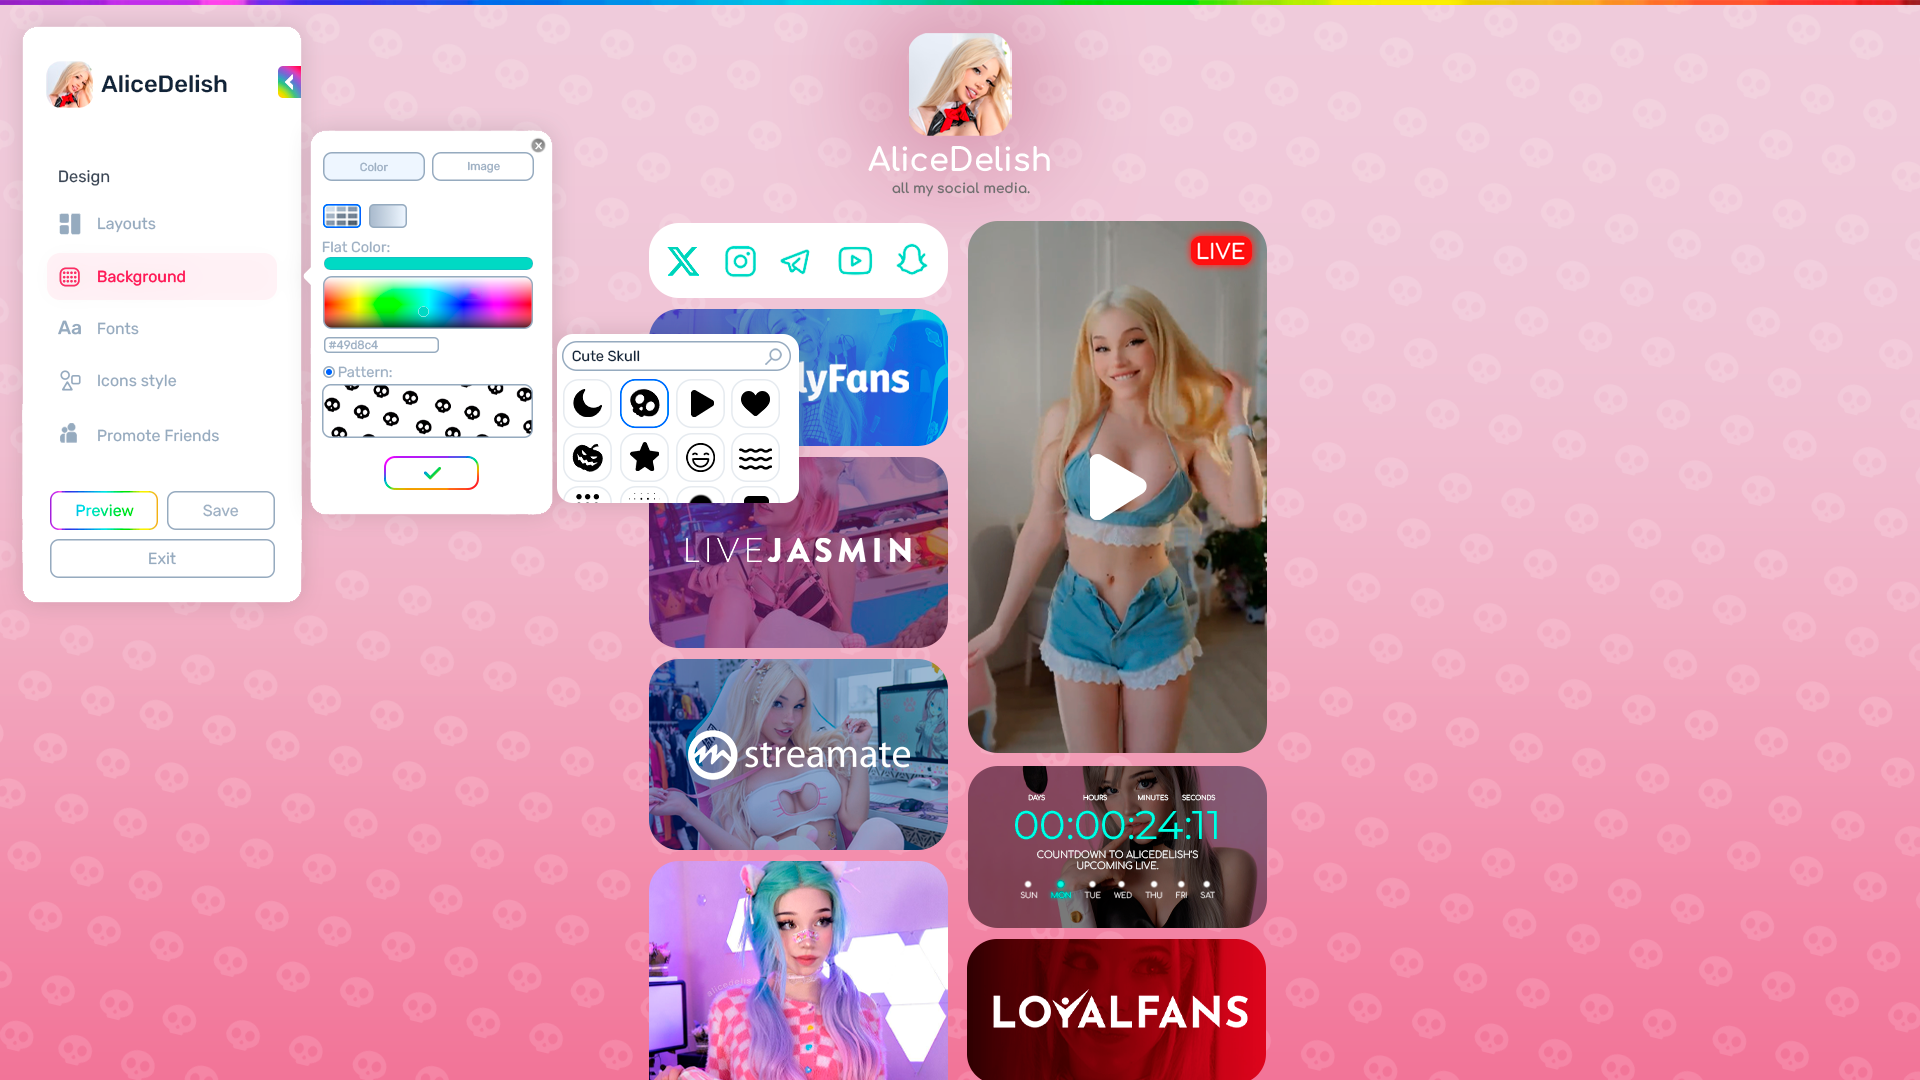 AliceDelish
Design
Layouts
Background
Aa Fonts
Icons style
Promote Friends
Preview
Save
Exit
Color
Image
Flat Color:
#49d8c4
Pattern:
Cute Skull
AliceDelish
all my social media.
lyFans
LIVEJASMIN
streamate
alicedelish
LIVE
DAYS HOURS MINUTES SECONDS
00:00:24:11
COUNTDOWN TO ALICEDELISH'S
UPCOMING LIVE.
SUN MON TUE WED THU FRI SAT
LOYALFANS